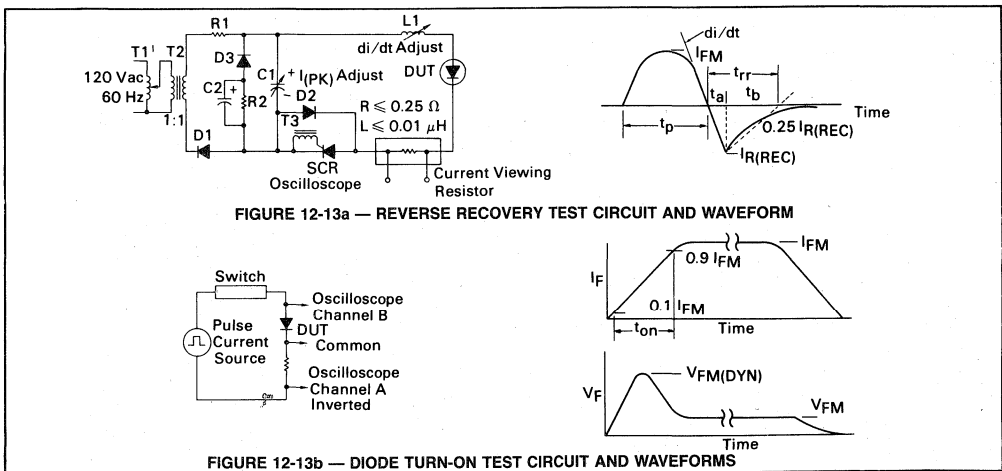 R1
L1
di/dt Adjust
T1
T2
D3
C1
+ I(PK) Adjust
DUT
120 Vac
60 Hz
C2
+
R2
D2
R ≤ 0.25 Ω
L ≤ 0.01 μH
T3
1:1
D1
SCR
Oscilloscope
Current Viewing
Resistor
di/dt
IFM
trr
ta
tb
Time
tp
0.25 IR(REC)
IR(REC)
FIGURE 12-13a — REVERSE RECOVERY TEST CIRCUIT AND WAVEFORM
Switch
Oscilloscope
Channel B
DUT
Pulse
Current
Source
Common
Oscilloscope
Channel A
Inverted
IFM
0.9 IFM
IF
0.1 IFM
ton
Time
VFM(DYN)
VF
VFM
Time
FIGURE 12-13b — DIODE TURN-ON TEST CIRCUIT AND WAVEFORMS